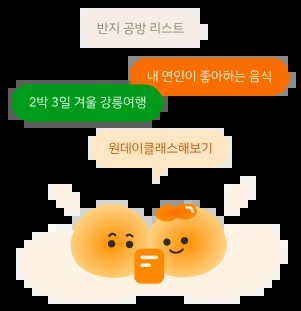 반지 공방 리스트
내 연인이 좋아하는 음식
2박 3일 겨울 강릉여행
원데이클래스해보기